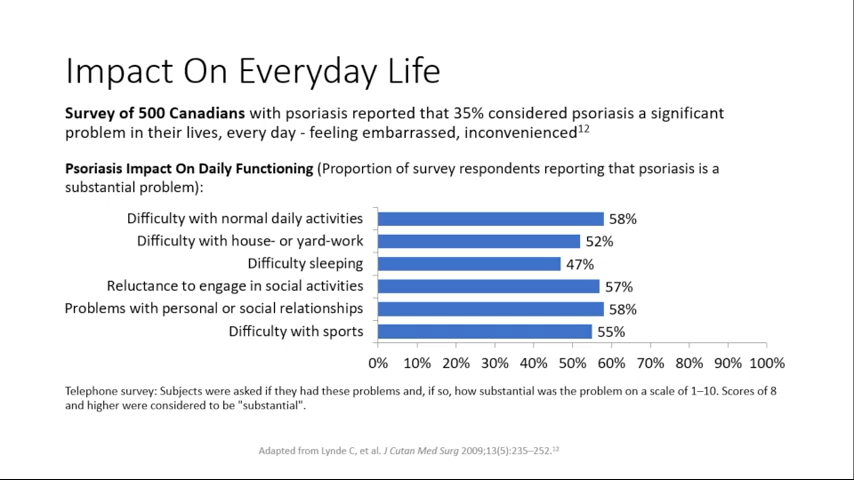 Impact On Everyday Life
Survey of 500 Canadians with psoriasis reported that 35% considered psoriasis a significant
problem in their lives, every day - feeling embarrassed, inconvenienced12
Psoriasis Impact On Daily Functioning (Proportion of survey respondents reporting that psoriasis is a
substantial problem):
Difficulty with normal daily activities 58%
Difficulty with house- or yard-work 52%
Difficulty sleeping 47%
Reluctance to engage in social activities 57%
Problems with personal or social relationships 58%
Difficulty with sports 55%
0% 10% 20% 30% 40% 50% 60% 70% 80% 90% 100%
Telephone survey: Subjects were asked if they had these problems and, if so, how substantial was the problem on a scale of 1–10. Scores of 8
and higher were considered to be "substantial".
Adapted from Lynde C, et al. J Cutan Med Surg 2009;13(5):235–252.12